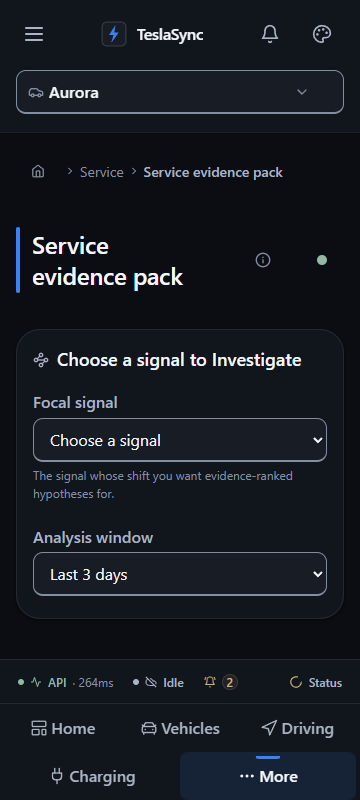 TeslaSync
Aurora
Service
Service evidence pack
Service
evidence pack
Choose a signal to Investigate
Focal signal
Choose a signal
The signal whose shift you want evidence-ranked
hypotheses for.
Analysis window
Last 3 days
API · 264ms
Idle
2
Status
Home
Vehicles
Driving
Charging
More